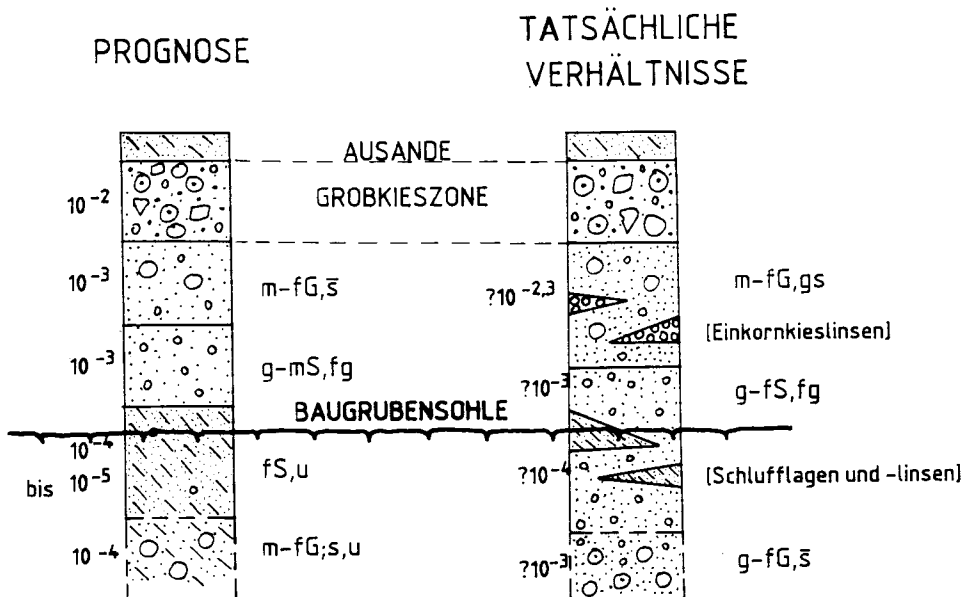 PROGNOSE
TATSÄCHLICHE
VERHÄLTNISSE
AUSANDE
10⁻²
GROBKIESZONE
10⁻³
m-fG,s̅
?10⁻²,³
m-fG,gs
(Einkornkieslinsen)
10⁻³
g-mS,fg
?10⁻³
g-fS,fg
BAUGRUBENSOHLE
10⁻⁴
bis 10⁻⁵
fS,u
?10⁻⁴
(Schlufflagen und -linsen)
10⁻⁴
m-fG;s,u
?10⁻³
g-fG,s̅